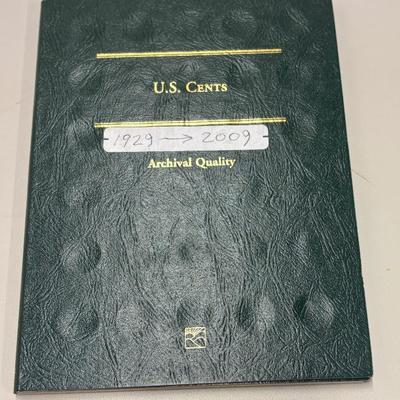 U.S. Cents
-1929 → 2009-
Archival Quality